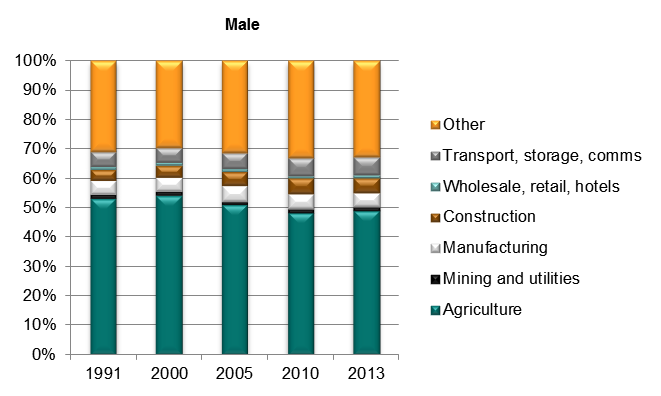 Male
100%
90%
80%
70%
60%
50%
40%
30%
20%
10%
0%
1991 2000 2005 2010 2013
Other
Transport, storage, comms
Wholesale, retail, hotels
Construction
Manufacturing
Mining and utilities
Agriculture